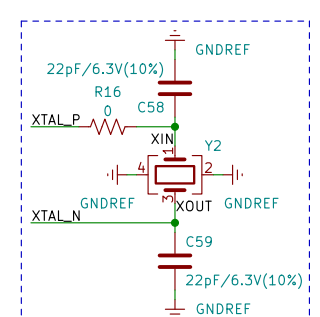 GNDREF
22pF/6.3V(10%)
R16
0
C58
XTAL_P
XIN
1
Y2
4
2
GNDREF
3
XOUT
GNDREF
XTAL_N
C59
22pF/6.3V(10%)
GNDREF